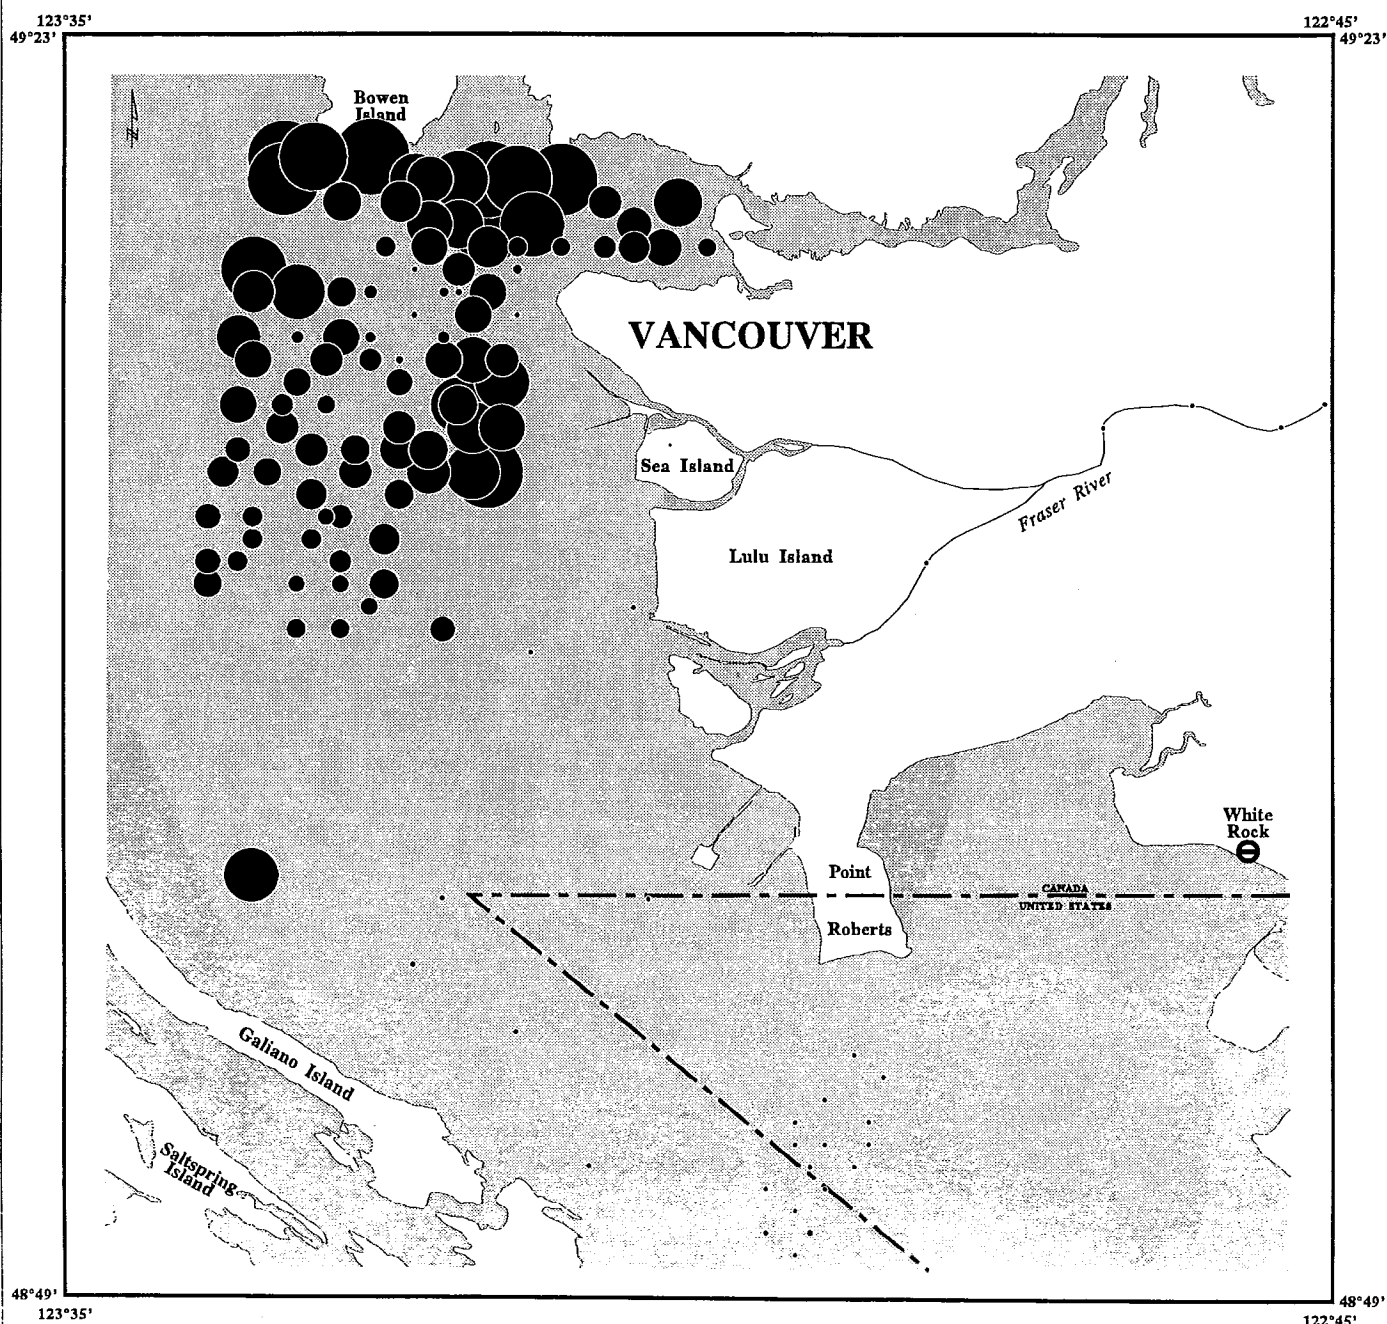 123°35'
122°45'
49°23'
49°23'
Bowen
Island
N
VANCOUVER
Sea Island
Fraser River
Lulu Island
White
Rock
Point
CANADA
UNITED STATES
Roberts
Galiano Island
Saltspring
Island
48°49'
48°49'
123°35'
122°45'